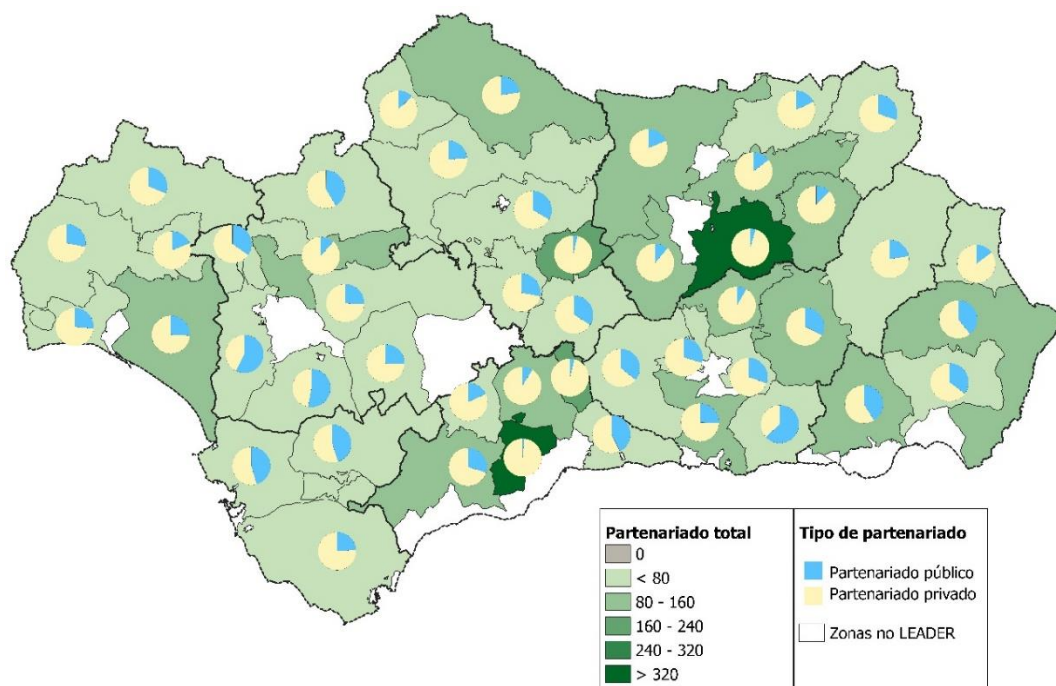 Partenariado total
0
< 80
80 - 160
160 - 240
240 - 320
> 320
Tipo de partenariado
Partenariado público
Partenariado privado
Zonas no LEADER